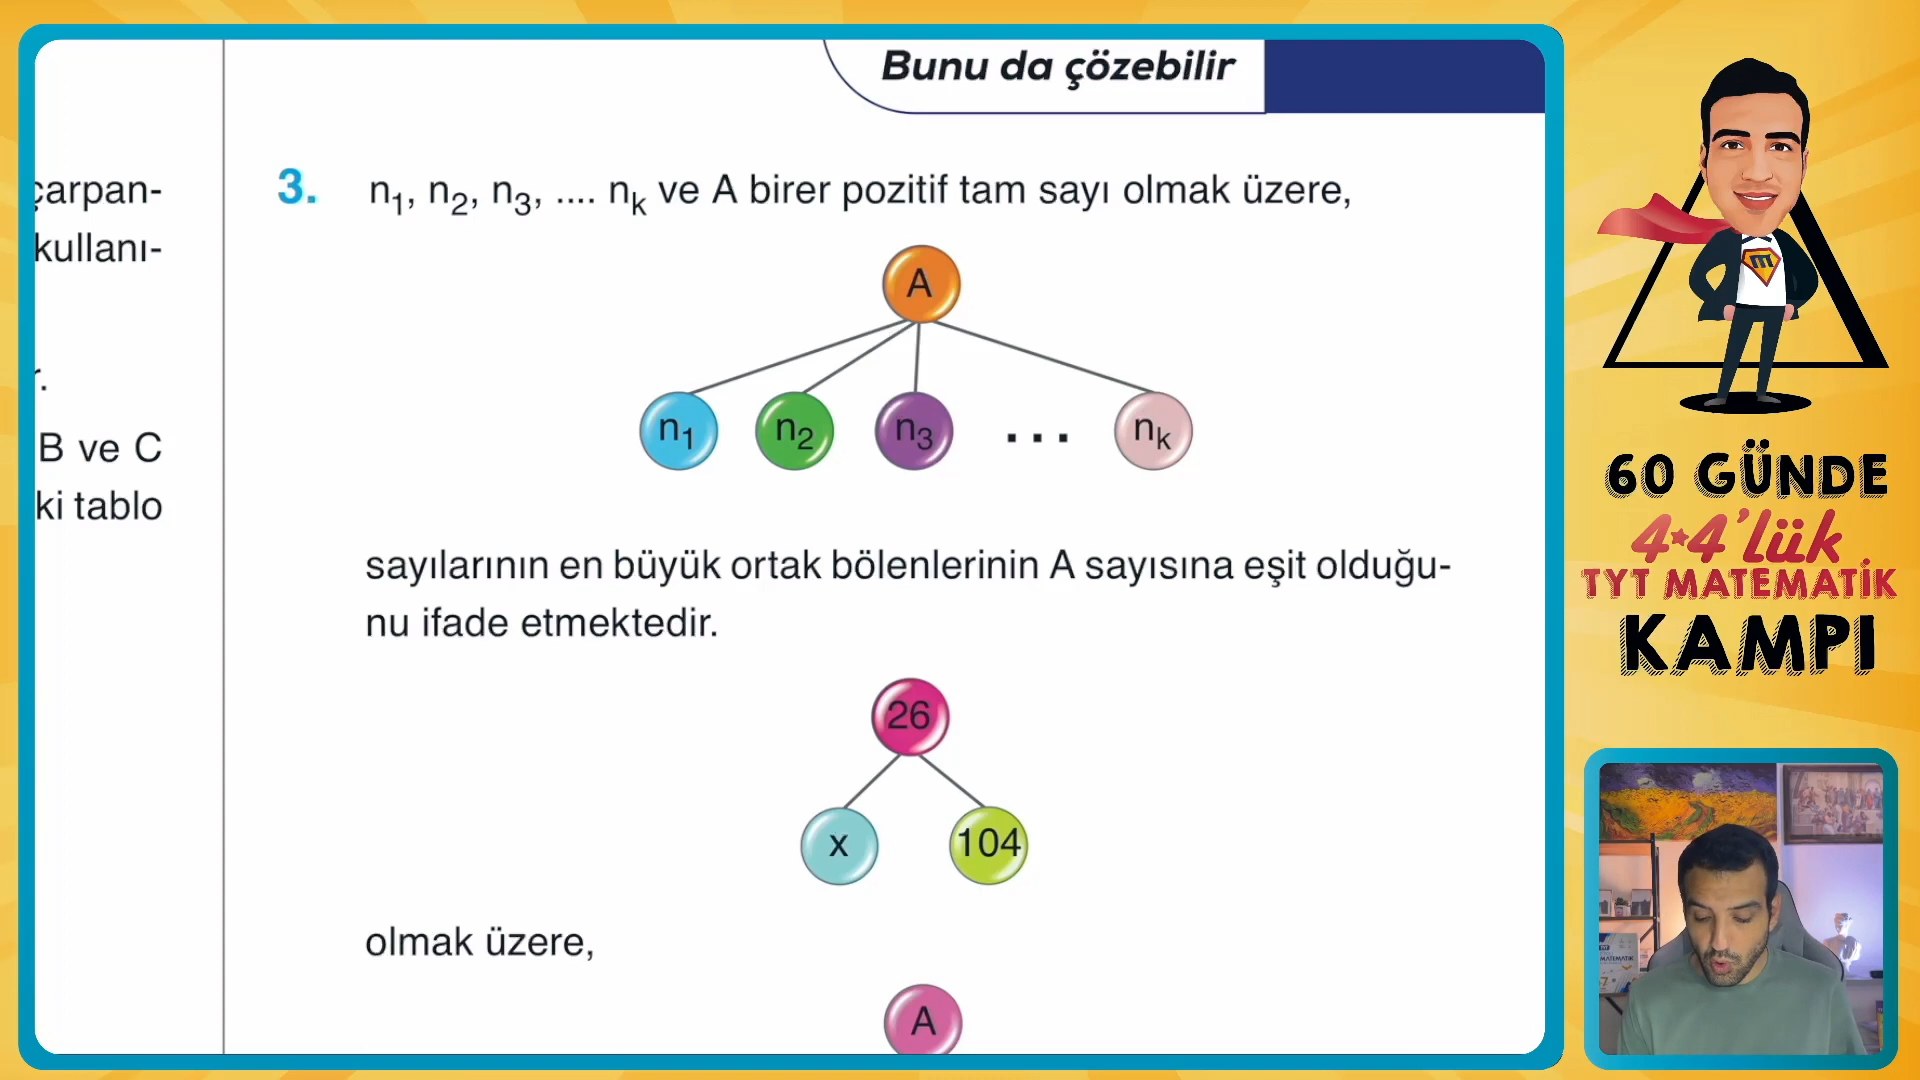 Bunu da çözebilir
çarpan-
kullanı-
r.
B ve C
ki tablo
3. n1, n2, n3, .... nk ve A birer pozitif tam sayı olmak üzere,
A
n1 n2 n3 ... nk
sayılarının en büyük ortak bölenlerinin A sayısına eşit olduğu-
nu ifade etmektedir.
26
x 104
olmak üzere,
A
m
60 GÜNDE
4★4'lük
TYT MATEMATİK
KAMPI
MATEMATİK